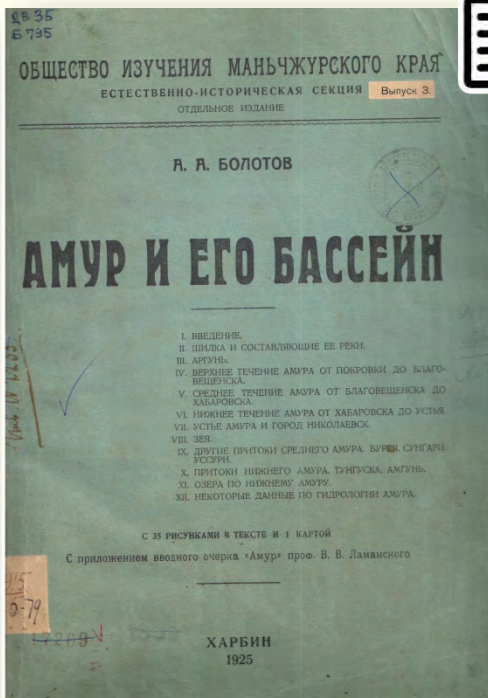 ДВ 35
Б 795
ОБЩЕСТВО ИЗУЧЕНИЯ МАНЬЧЖУРСКОГО КРАЯ
ЕСТЕСТВЕННО-ИСТОРИЧЕСКАЯ СЕКЦИЯ Выпуск 3.
ОТДЕЛЬНОЕ ИЗДАНИЕ
А. А. БОЛОТОВ
АМУР И ЕГО БАССЕЙН
I. ВВЕДЕНИЕ.
II. ШИЛКА И СОСТАВЛЯЮЩИЕ ЕЕ РЕКИ.
III. АРГУНЬ.
IV. ВЕРХНЕЕ ТЕЧЕНИЕ АМУРА ОТ ПОКРОВКИ ДО БЛАГО-
ВЕЩЕНСКА.
V. СРЕДНЕЕ ТЕЧЕНИЕ АМУРА ОТ БЛАГОВЕЩЕНСКА ДО
ХАБАРОВСКА.
VI. НИЖНЕЕ ТЕЧЕНИЕ АМУРА ОТ ХАБАРОВСКА ДО УСТЬЯ.
VII. УСТЬЕ АМУРА И ГОРОД НИКОЛАЕВСК.
VIII. ЗЕЯ.
IX. ДРУГИЕ ПРИТОКИ СРЕДНЕГО АМУРА. БУРЕЯ, СУНГАРИ,
УССУРИ.
X. ПРИТОКИ НИЖНЕГО АМУРА. ТУНГУСКА, АМГУНЬ.
XI. ОЗЕРА ПО НИЖНЕМУ АМУРУ.
XII. НЕКОТОРЫЕ ДАННЫЕ ПО ГИДРОЛОГИИ АМУРА.
С 35 РИСУНКАМИ В ТЕКСТЕ И 1 КАРТОЙ
С приложением вводного очерка «Амур» проф. В. В. Ламанского
ХАРБИН
1925